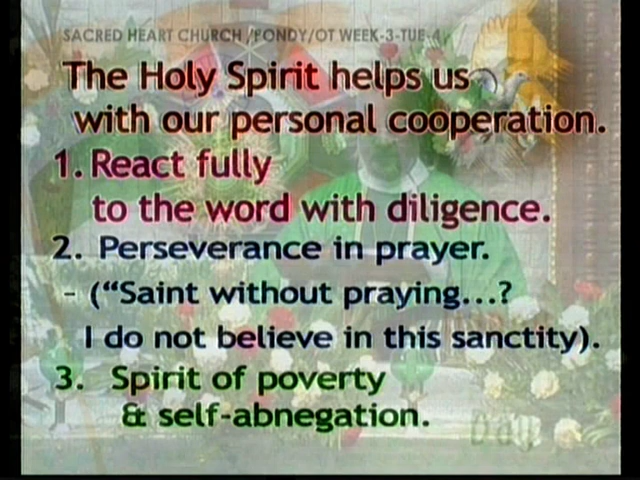 SACRED HEART CHURCH /FONDY/OT WEEK-3-TUE-4
The Holy Spirit helps us
with our personal cooperation.
1. React fully
to the word with diligence.
2. Perseverance in prayer.
- ("Saint without praying...?
I do not believe in this sanctity).
3. Spirit of poverty
& self-abnegation.